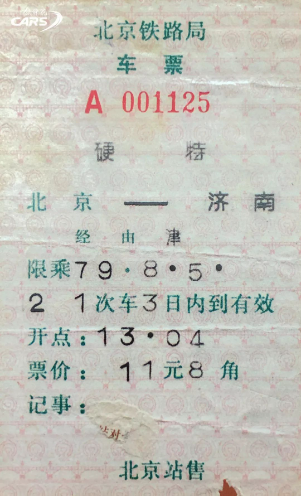 CARS
北京铁路局
车票
A 001125
硬 特
北京 — 济南
经由 津
限乘79·8·5·
21次车3日内到有效
开点：13·04
票价：11元8角
记事：
北京站售